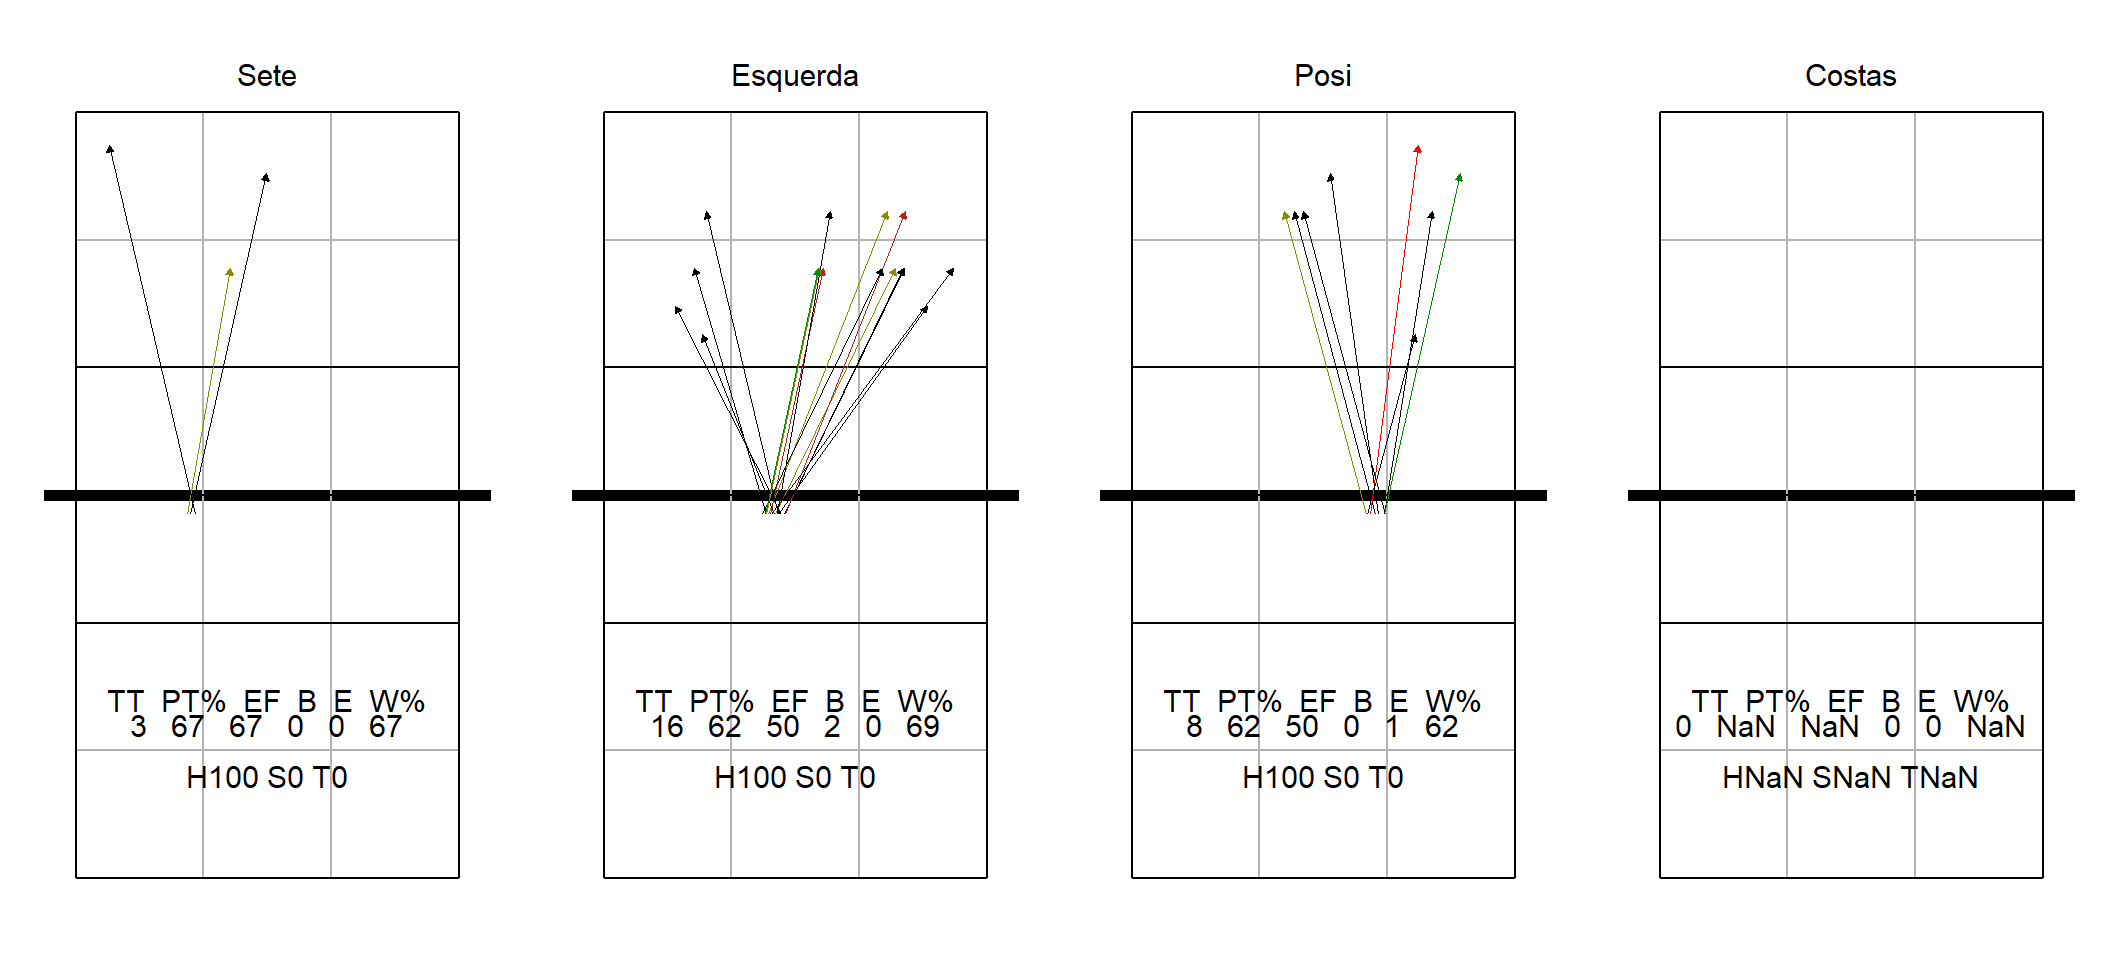 Sete
TT PT% EF B E W%
3 67 67 0 0 67
H100 S0 T0
Esquerda
TT PT% EF B E W%
16 62 50 2 0 69
H100 S0 T0
Posi
TT PT% EF B E W%
8 62 50 0 1 62
H100 S0 T0
Costas
TT PT% EF B E W%
0 NaN NaN 0 0 NaN
HNaN SNaN TNaN